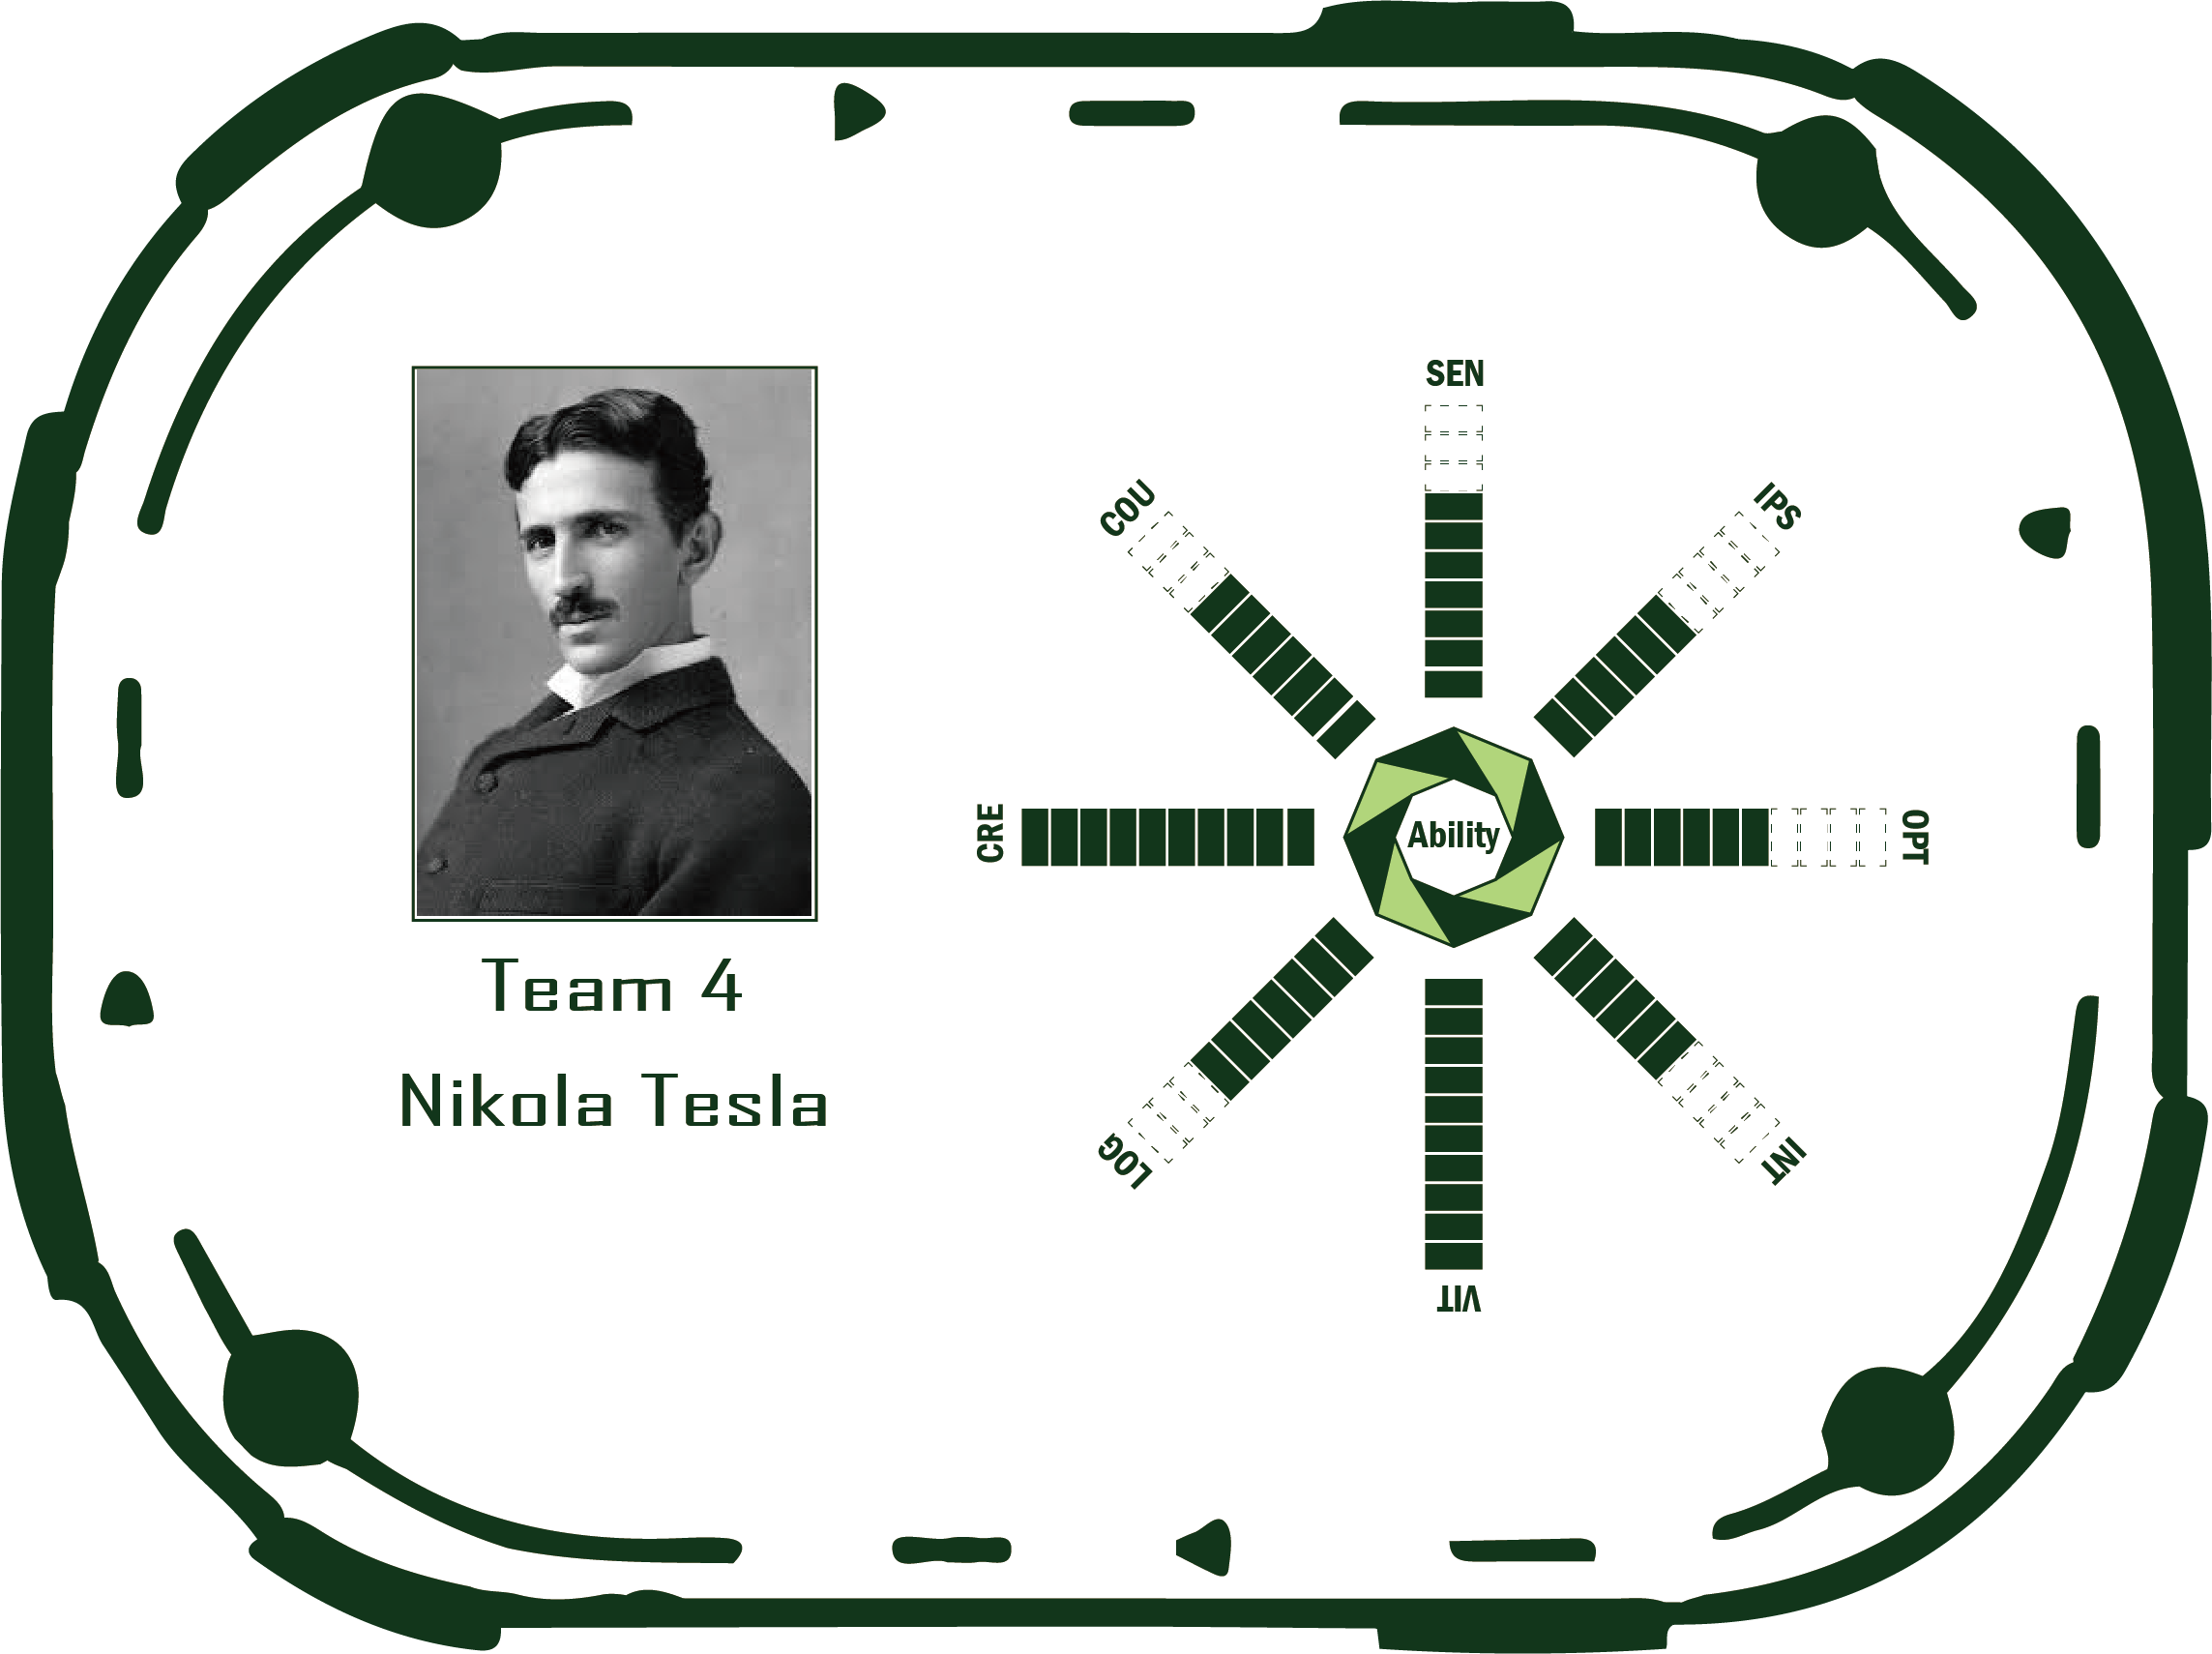 SEN
COU
IPS
CRE
Ability
OPT
Team 4
Nikola Tesla
LOG
INT
VIT